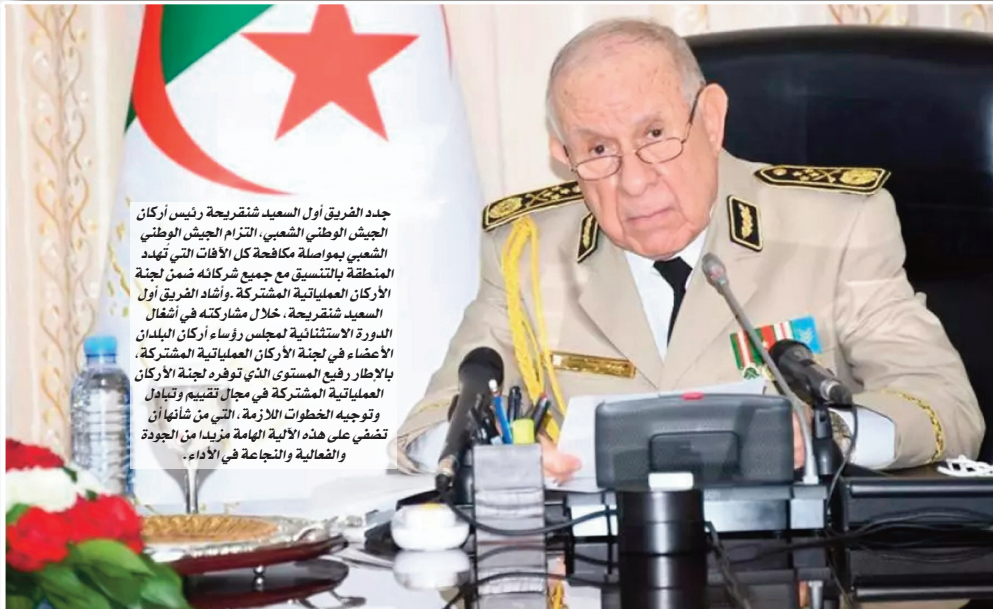 جدد الفريق أول السعيد شنقريحة رئيس أركان
الجيش الوطني الشعبي، التزام الجيش الوطني
الشعبي بمواصلة مكافحة كل الآفات التي تُهدد
المنطقة بالتنسيق مع جميع شركائه ضمن لجنة
الأركان العملياتية المشتركة .وأشاد الفريق أول
السعيد شنقريحة، خلال مشاركته في أشغال
الدورة الاستثنائية لمجلس رؤساء أركان البلدان
الأعضاء في لجنة الأركان العملياتية المشتركة،
بالإطار رفيع المستوى الذي توفره لجنة الأركان
العملياتية المشتركة في مجال تقييم وتبادل
وتوجيه الخطوات اللازمة، التي من شأنها أن
تضفي على هذه الآلية الهامة مزيدا من الجودة
والفعالية والنجاعة في الأداء.